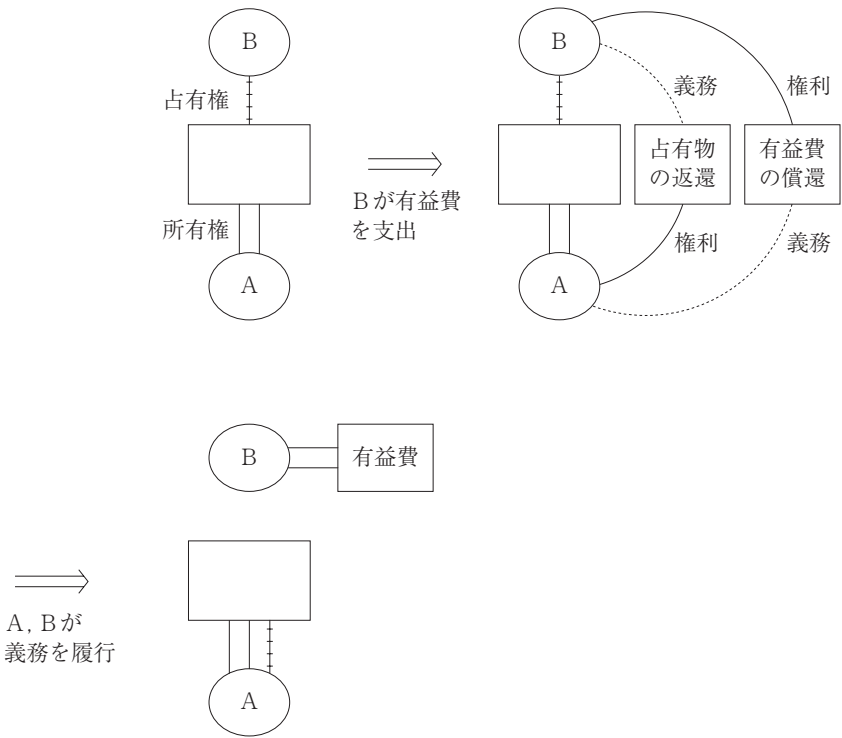 B
占有権
所有権
A
Bが有益費
を支出
B
義務
権利
占有物
の返還
有益費
の償還
権利
義務
A
B
有益費
A, Bが
義務を履行
A